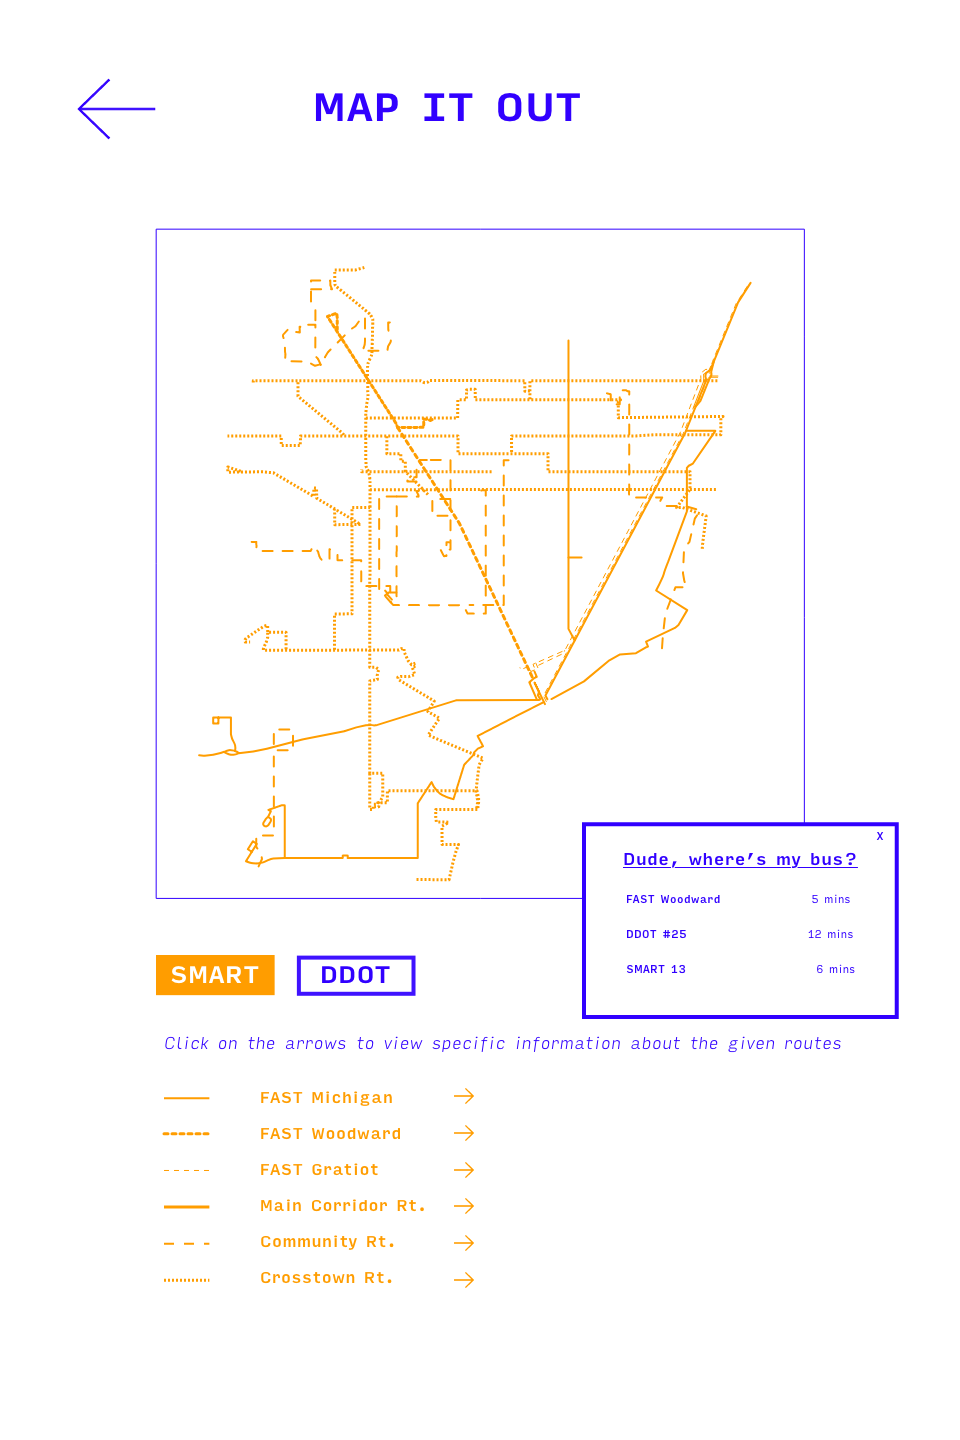 MAP IT OUT
X
Dude, where's my bus?
FAST Woodward 5 mins
DDOT #25 12 mins
SMART 13 6 mins
SMART DDOT
Click on the arrows to view specific information about the given routes
FAST Michigan
FAST Woodward
FAST Gratiot
Main Corridor Rt.
Community Rt.
Crosstown Rt.